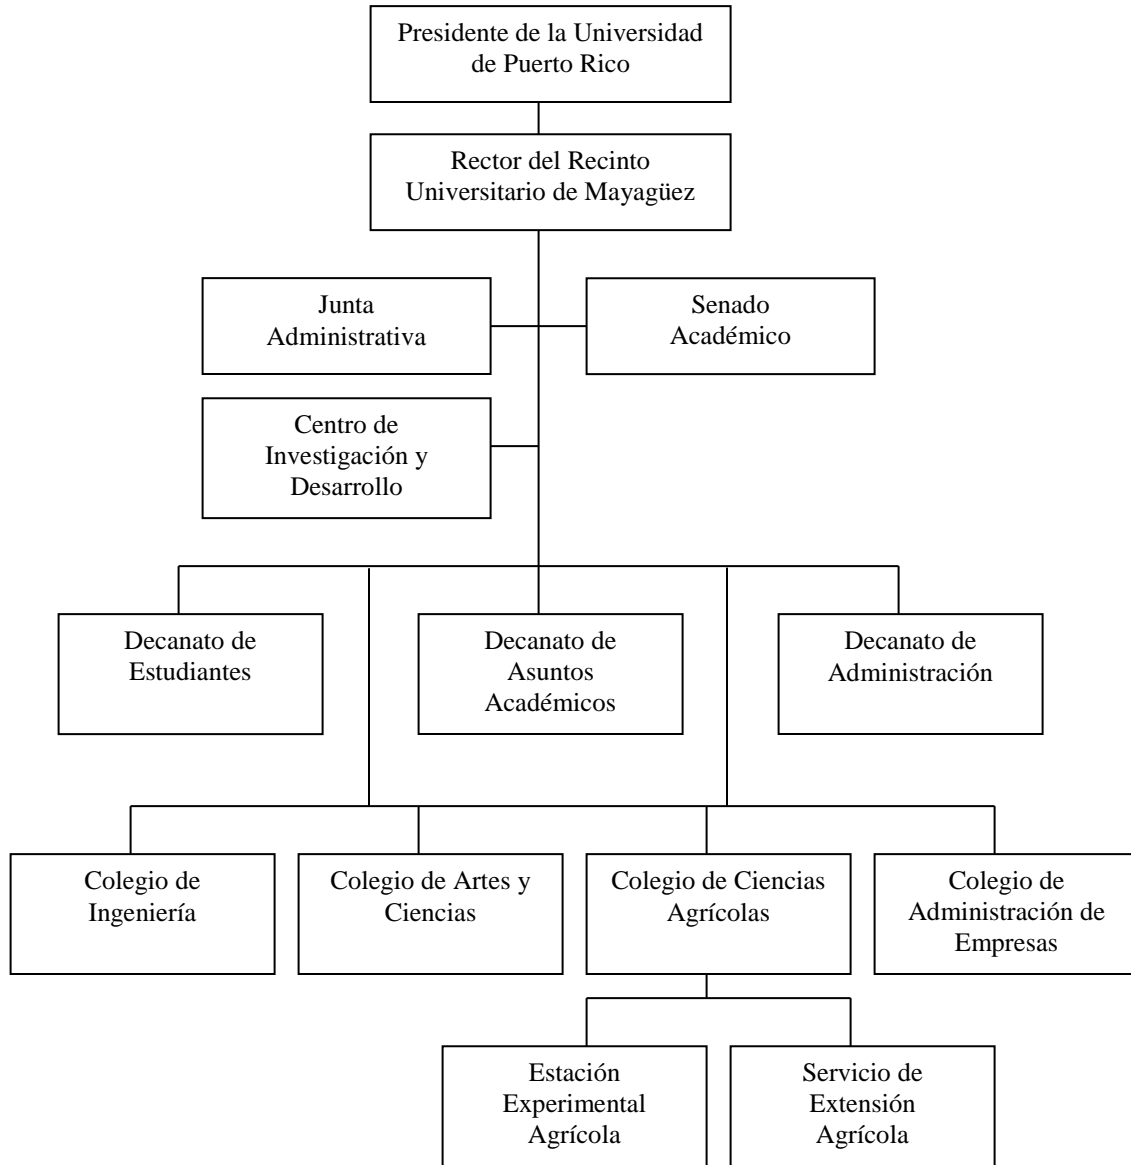 Presidente de la Universidad
de Puerto Rico
Rector del Recinto
Universitario de Mayagüez
Junta
Administrativa
Senado
Académico
Centro de
Investigación y
Desarrollo
Decanato de
Estudiantes
Decanato de
Asuntos
Académicos
Decanato de
Administración
Colegio de
Ingeniería
Colegio de Artes y
Ciencias
Colegio de Ciencias
Agrícolas
Colegio de
Administración de
Empresas
Estación
Experimental
Agrícola
Servicio de
Extensión
Agrícola